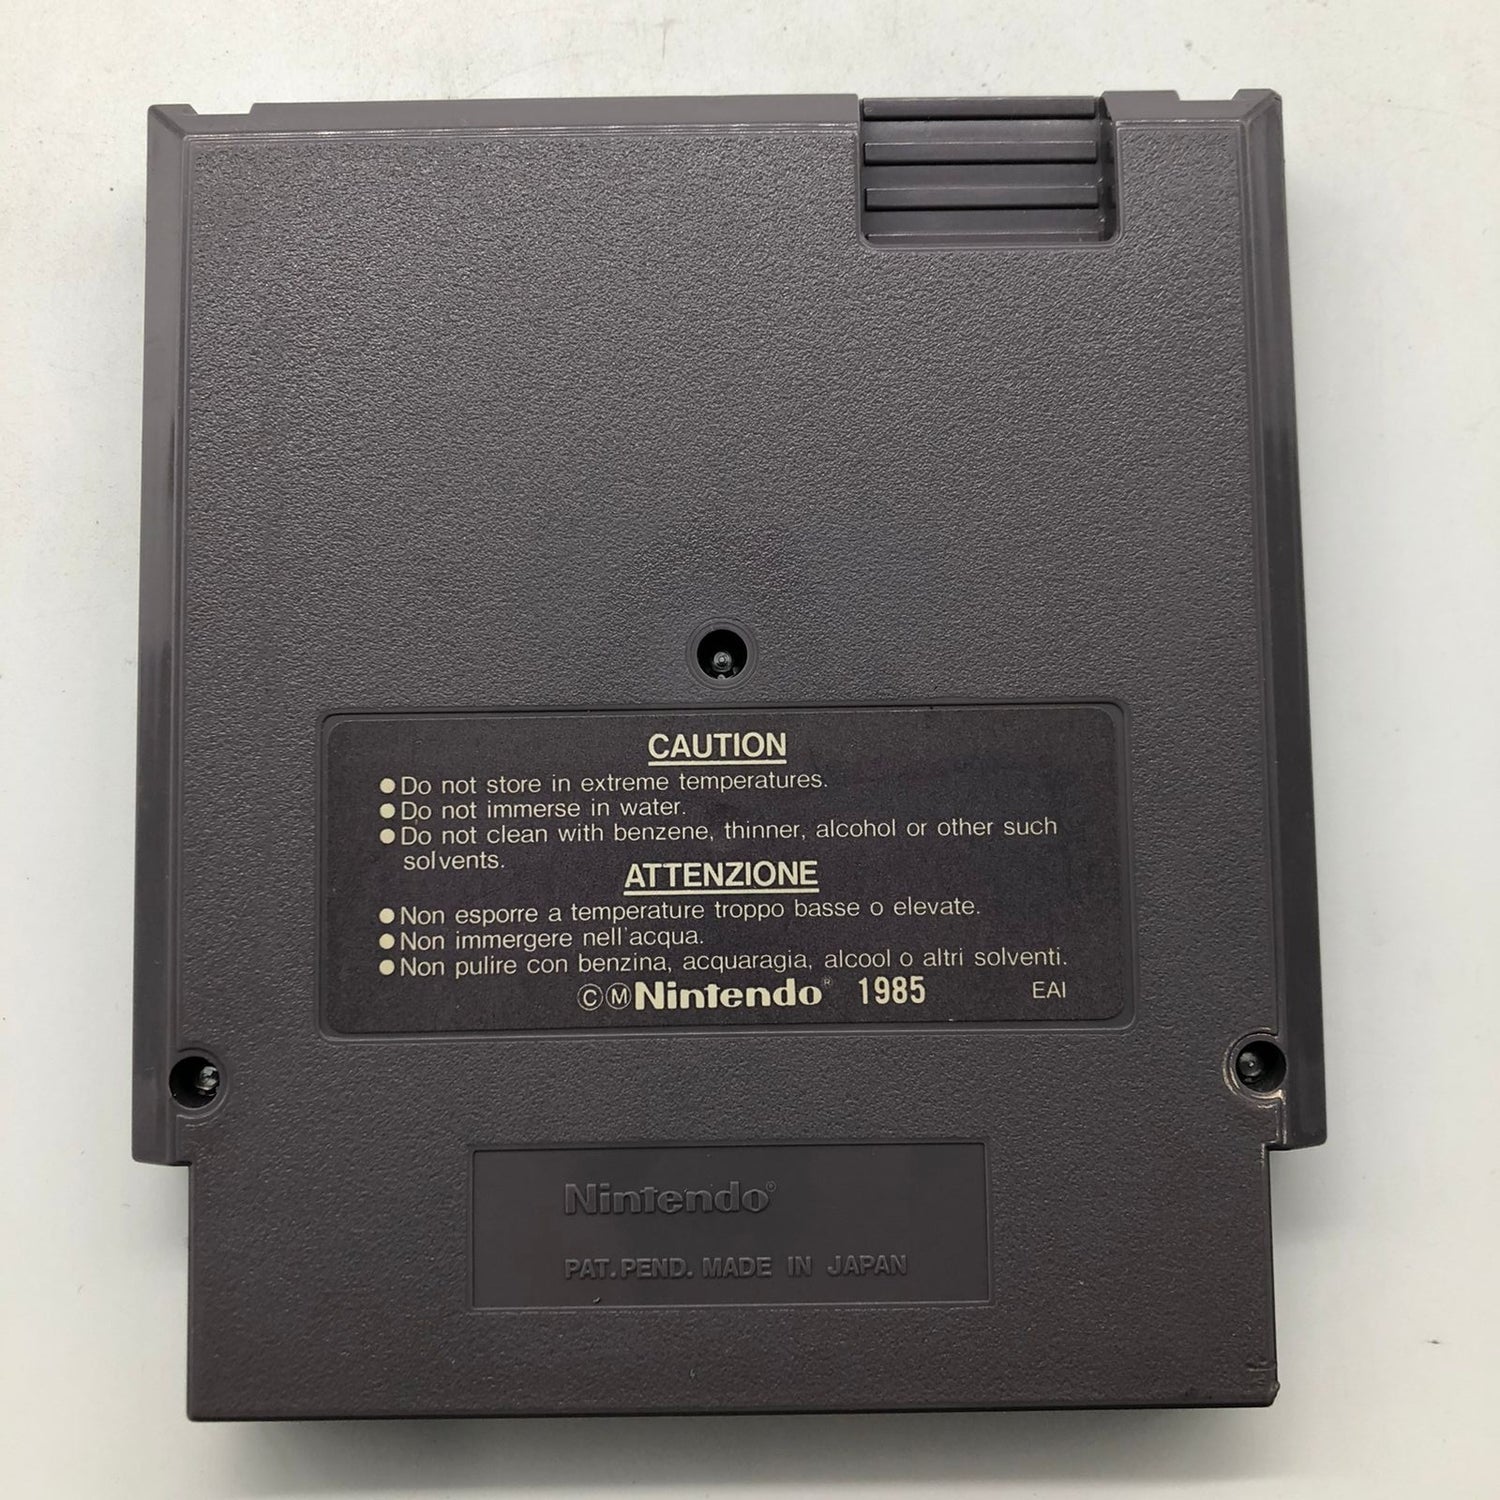 CAUTION
●Do not store in extreme temperatures.
●Do not immerse in water.
●Do not clean with benzene, thinner, alcohol or other such
solvents.
ATTENZIONE
●Non esporre a temperature troppo basse o elevate.
●Non immergere nell'acqua.
●Non pulire con benzina, acquaragia, alcool o altri solventi.
ⒸⓂNintendo® 1985 EAI
Nintendo®
PAT. PEND. MADE IN JAPAN